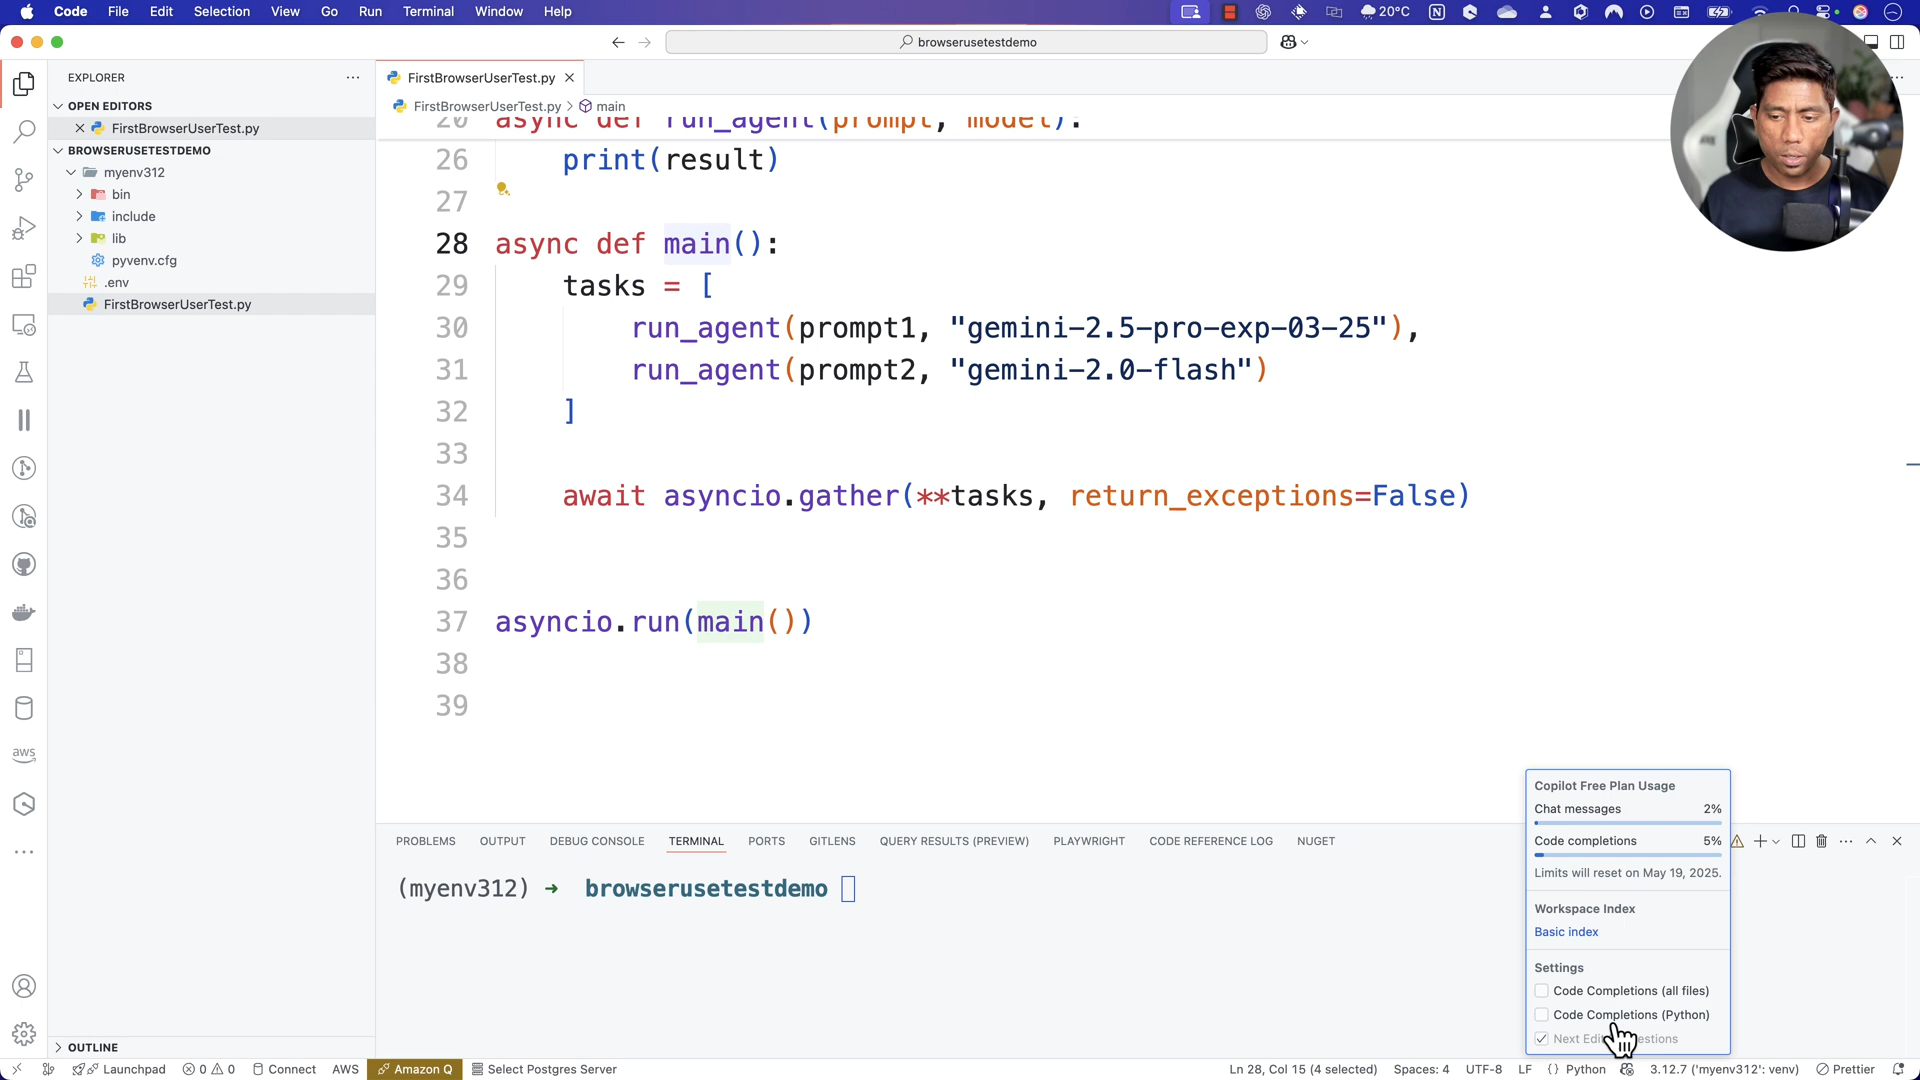 Code File Edit Selection View Go Run Terminal Window Help 20°C
browserusetestdemo
EXPLORER
FirstBrowserUserTest.py
OPEN EDITORS
FirstBrowserUserTest.py > main
FirstBrowserUserTest.py
BROWSERUSETESTDEMO
myenv312
bin
include
lib
pyvenv.cfg
.env
FirstBrowserUserTest.py
OUTLINE
20 async def run_agent(prompt, model):
26 print(result)
27
28 async def main():
29 tasks = [
30 run_agent(prompt1, "gemini-2.5-pro-exp-03-25"),
31 run_agent(prompt2, "gemini-2.0-flash")
32 ]
33
34 await asyncio.gather(**tasks, return_exceptions=False)
35
36
37 asyncio.run(main())
38
39
PROBLEMS OUTPUT DEBUG CONSOLE TERMINAL PORTS GITLENS QUERY RESULTS (PREVIEW) PLAYWRIGHT CODE REFERENCE LOG NUGET
(myenv312) → browserusetestdemo
Copilot Free Plan Usage
Chat messages 2%
Code completions 5%
Limits will reset on May 19, 2025.
Workspace Index
Basic index
Settings
Code Completions (all files)
Code Completions (Python)
aws
Launchpad 0 0 Connect AWS Amazon Q Select Postgres Server Ln 28, Col 15 (4 selected) Spaces: 4 UTF-8 LF {} Python 3.12.7 ('myenv312': venv) Prettier